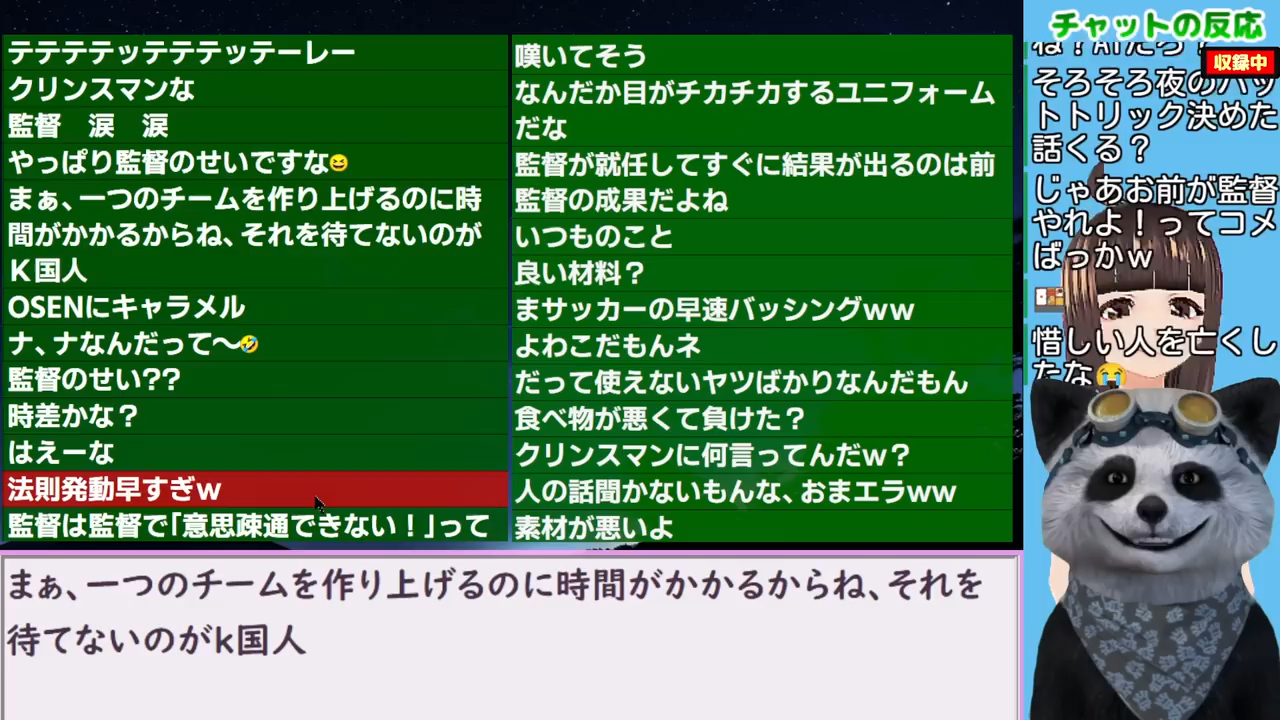 テテテテッテテテッテーレー
クリンスマンな
監督　涙　涙
やっぱり監督のせいですな😆
まぁ、一つのチームを作り上げるのに時
間がかかるからね、それを待てないのが
K国人
OSENにキャラメル
ナ、ナなんだって〜🤣
監督のせい??
時差かな？
はえーな
法則発動早すぎｗ
監督は監督で「意思疎通できない！」って
嘆いてそう
なんだか目がチカチカするユニフォーム
だな
監督が就任してすぐに結果が出るのは前
監督の成果だよね
いつものこと
良い材料？
まサッカーの早速バッシングｗｗ
よわこだもんネ
だって使えないヤツばかりなんだもん
食べ物が悪くて負けた？
クリンスマンに何言ってんだｗ？
人の話聞かないもんな、おまエラｗｗ
素材が悪いよ
まぁ、一つのチームを作り上げるのに時間がかかるからね、それを
待てないのがk国人
チャットの反応
収録中
そろそろ夜のハッ
トトリック決めた
話くる？
じゃあお前が監督
やれよ！ってコメ
ばっかｗ
惜しい人を亡くし
たな😭